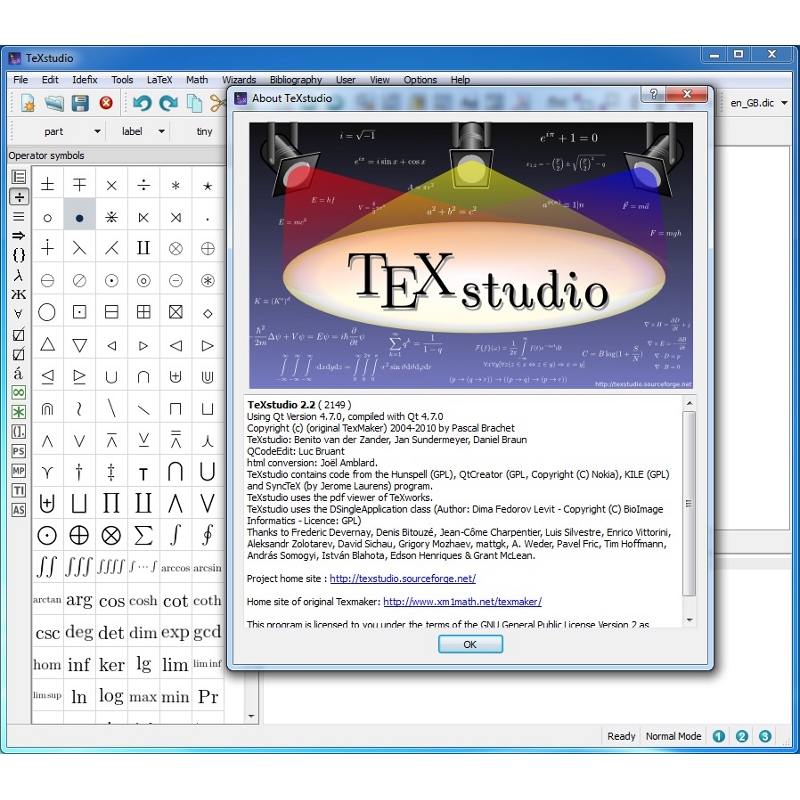 TeXstudio
File Edit Idefix Tools LaTeX Math Wizards Bibliography User View Options Help
en_GB.dic
part label tiny
Operator symbols
About TeXstudio
i = √−1
e^{iπ} + 1 = 0
e^{ix} = i sin x + cos x
A = πr²
E = hf
a² + b² = c²
a^{φ(n)} ≡ 1|n
F⃗ = ma⃗
E = mc²
F = mgh
TEXstudio
http://texstudio.sourceforge.net
TeXstudio 2.2 ( 2149 )
Using Qt Version 4.7.0, compiled with Qt 4.7.0
Copyright (c) (original TexMaker) 2004-2010 by Pascal Brachet
TeXstudio: Benito van der Zander, Jan Sundermeyer, Daniel Braun
QCodeEdit: Luc Bruant
html conversion: Joël Amblard.
TeXstudio contains code from the Hunspell (GPL), QtCreator (GPL, Copyright (C) Nokia), KILE (GPL)
and SyncTeX (by Jerome Laurens) program.
TeXstudio uses the pdf viewer of TeXworks.
TeXstudio uses the DSingleApplication class (Author: Dima Fedorov Levit - Copyright (C) BioImage
Informatics - Licence: GPL)
Thanks to Frederic Devernay, Denis Bitouzé, Jean-Côme Charpentier, Luis Silvestre, Enrico Vittorini,
Aleksandr Zolotarev, David Sichau, Grigory Mozhaev, mattgk, A. Weder, Pavel Fric, Tim Hoffmann,
András Somogyi, István Blahota, Edson Henriques & Grant McLean.
Project home site : http://texstudio.sourceforge.net/
Home site of original Texmaker: http://www.xm1math.net/texmaker/
This program is licensed to you under the terms of the GNU General Public License Version 2 as
OK
arccos arcsin
arctan arg cos cosh cot coth
csc deg det dim exp gcd
hom inf ker lg lim lim inf
lim sup ln log max min Pr
Ready Normal Mode 1 2 3